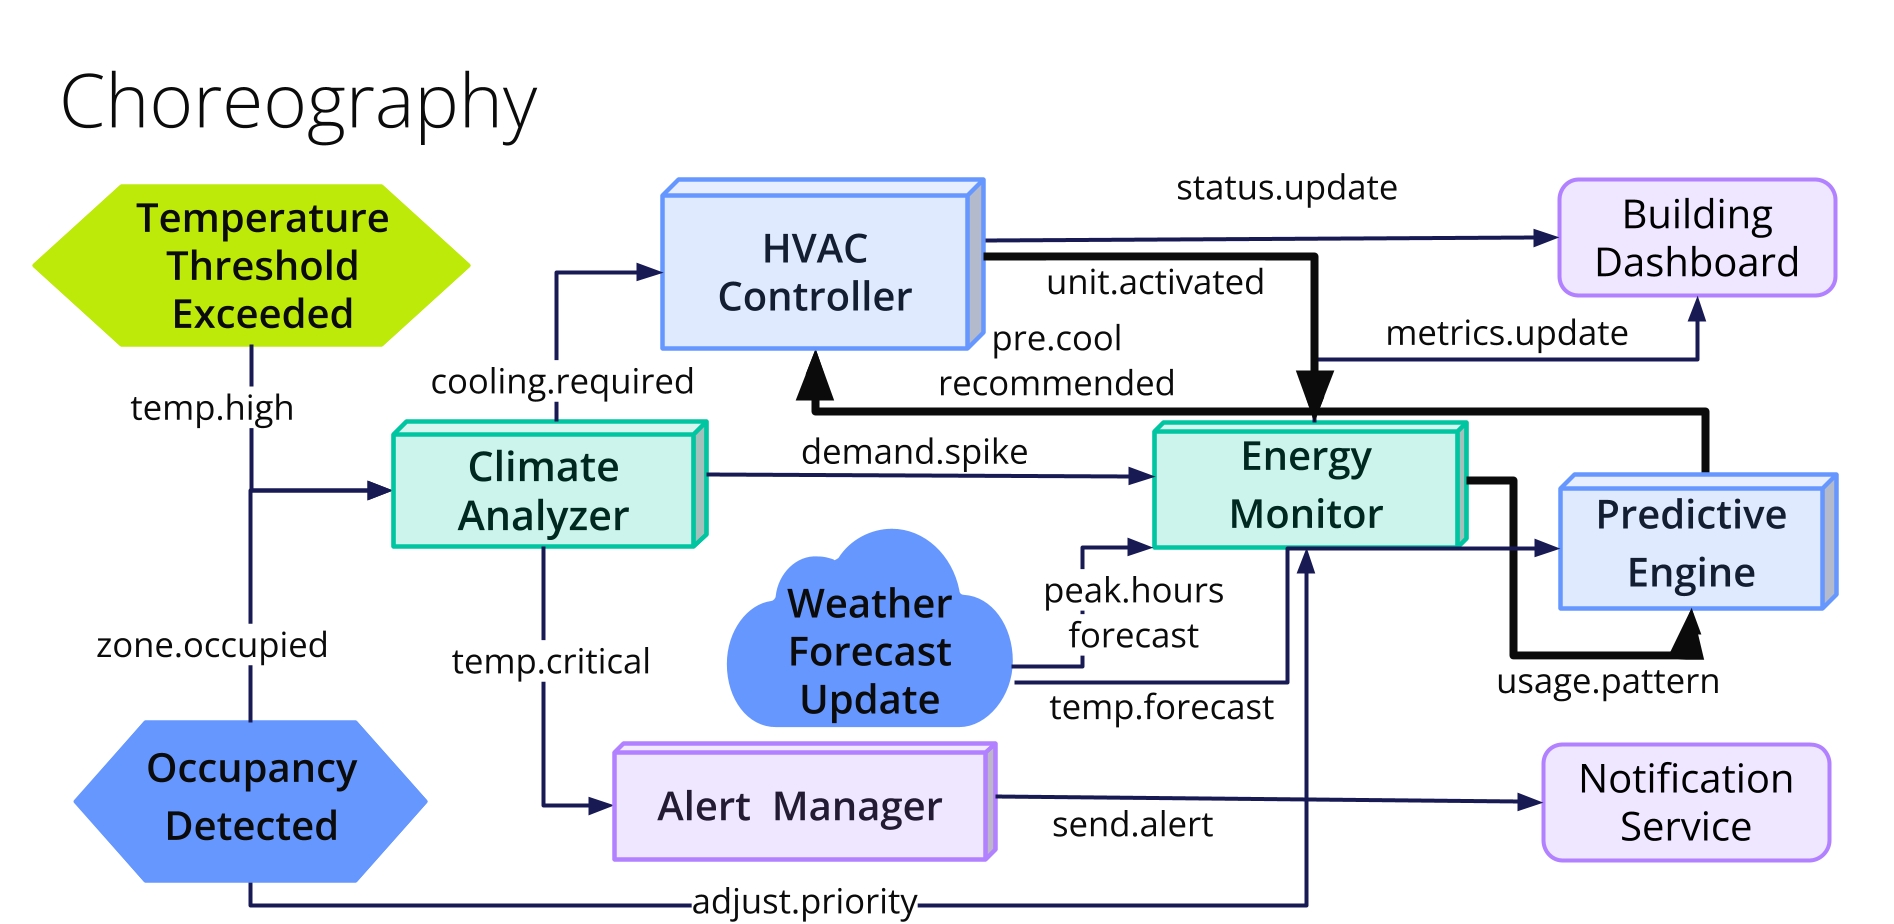 Choreography
Temperature
Threshold
Exceeded
temp.high
zone.occupied
Occupancy
Detected
cooling.required
Climate
Analyzer
temp.critical
HVAC
Controller
status.update
unit.activated
pre.cool
recommended
metrics.update
Building
Dashboard
demand.spike
Energy
Monitor
Predictive
Engine
Weather
Forecast
Update
peak.hours
forecast
temp.forecast
usage.pattern
Alert Manager
send.alert
Notification
Service
adjust.priority